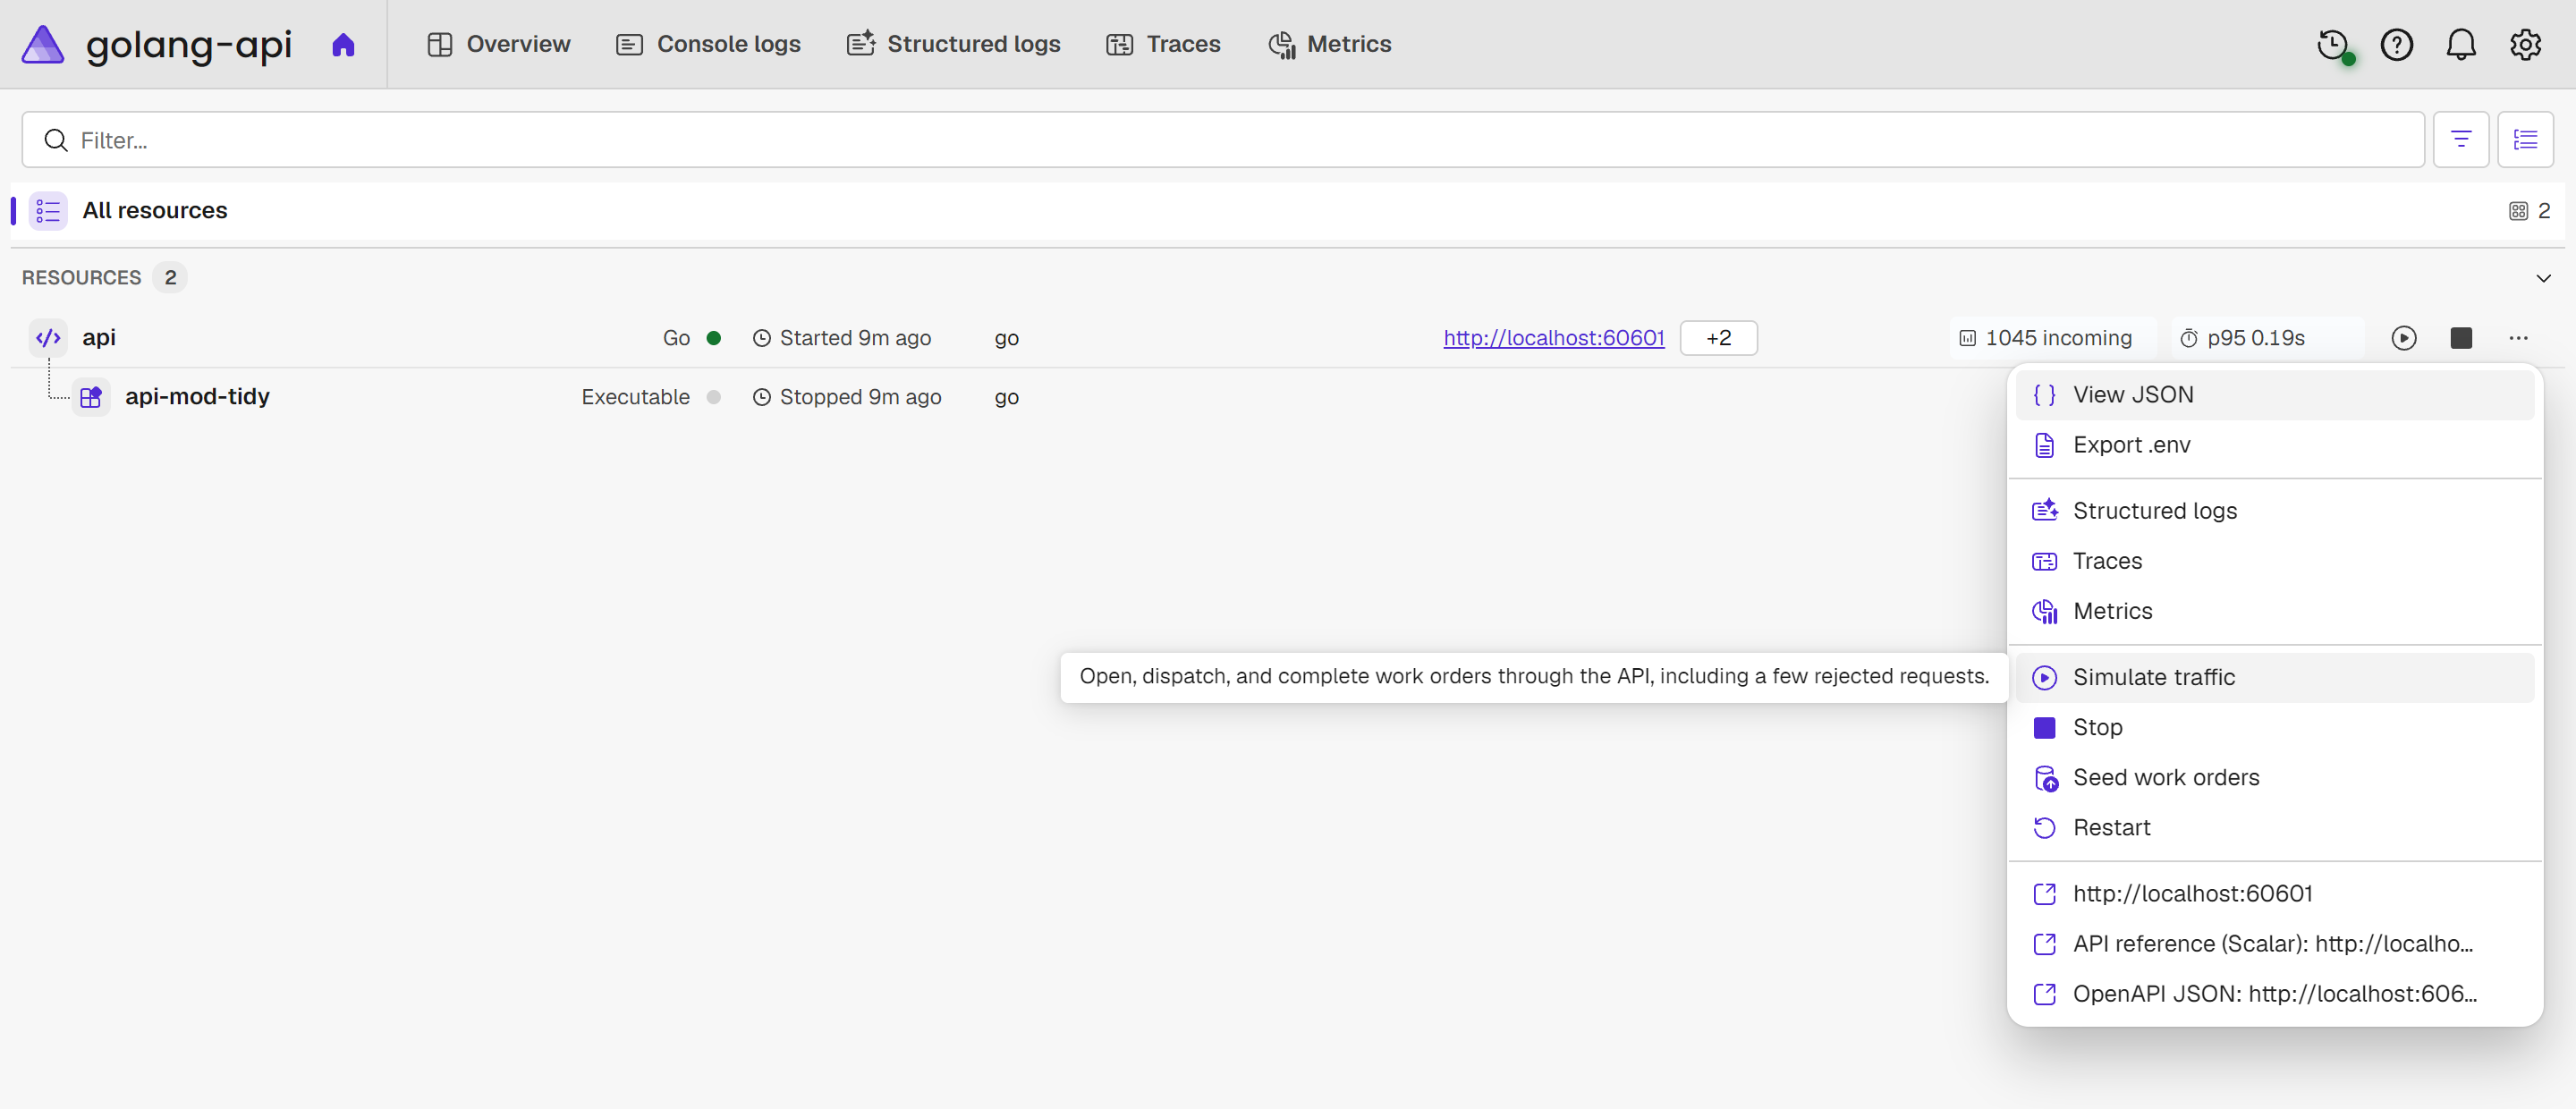 golang-api
Overview
Console logs
Structured logs
Traces
Metrics
Filter...
All resources
2
RESOURCES 2
api
Go
Started 9m ago
go
http://localhost:60601
+2
1045 incoming
p95 0.19s
api-mod-tidy
Executable
Stopped 9m ago
go
View JSON
Export .env
Structured logs
Traces
Metrics
Open, dispatch, and complete work orders through the API, including a few rejected requests.
Simulate traffic
Stop
Seed work orders
Restart
http://localhost:60601
API reference (Scalar): http://localho...
OpenAPI JSON: http://localhost:606...